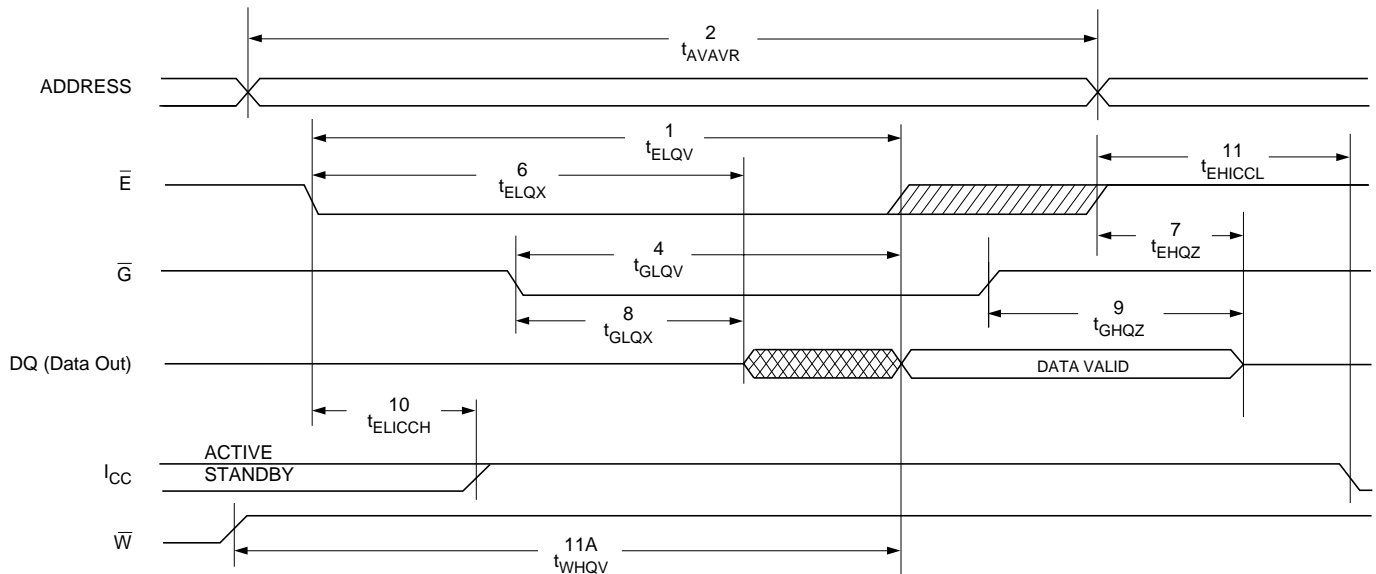 2
tAVAVR
ADDRESS
1
tELQV
11
tEHICCL
E̅
6
tELQX
7
tEHQZ
4
tGLQV
G̅
8
tGLQX
9
tGHQZ
DQ (Data Out)
DATA VALID
10
tELICCH
ACTIVE
ICC
STANDBY
W̅
11A
tWHQV